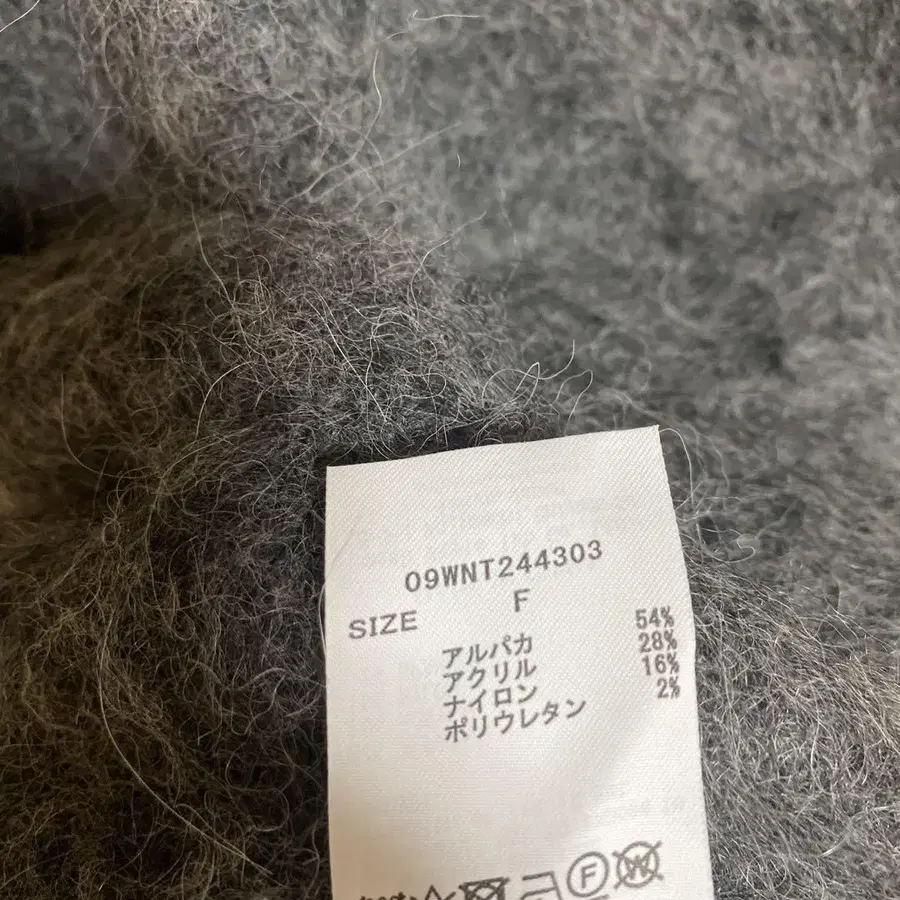 09WNT244303
SIZE F
アルパカ 54%
アクリル 28%
ナイロン 16%
ポリウレタン 2%
F W